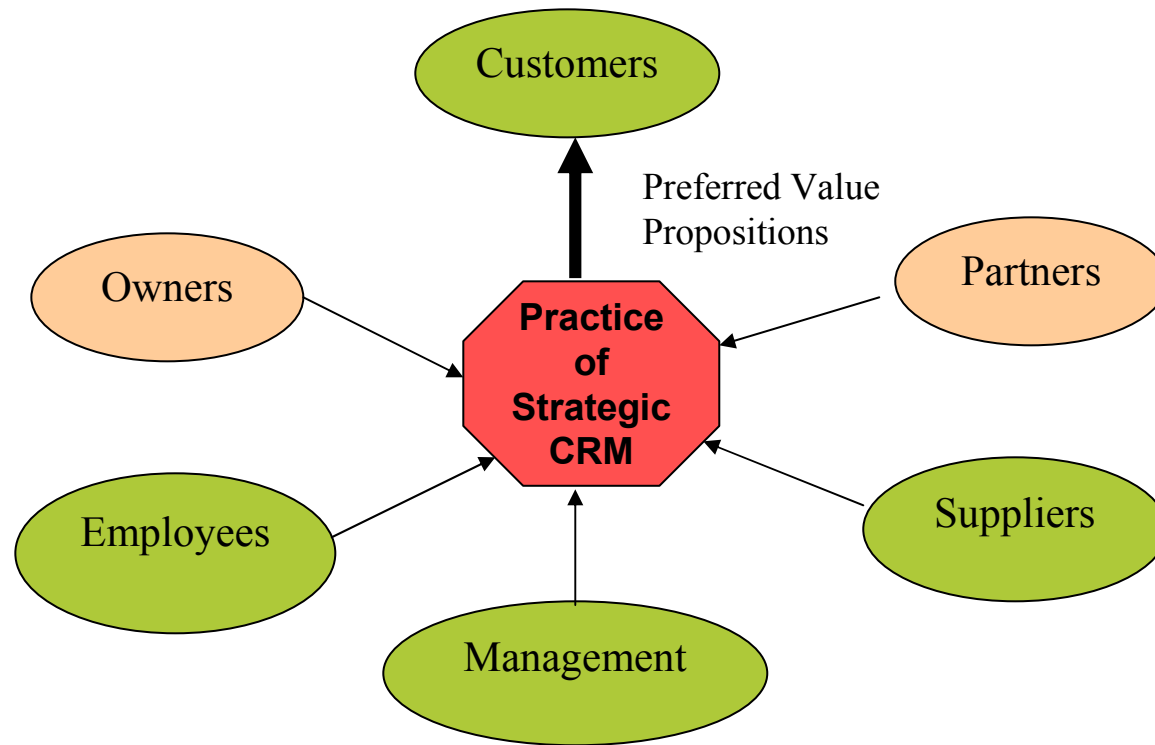 Customers
Preferred Value
Propositions
Owners
Partners
Practice
of
Strategic
CRM
Employees
Suppliers
Management